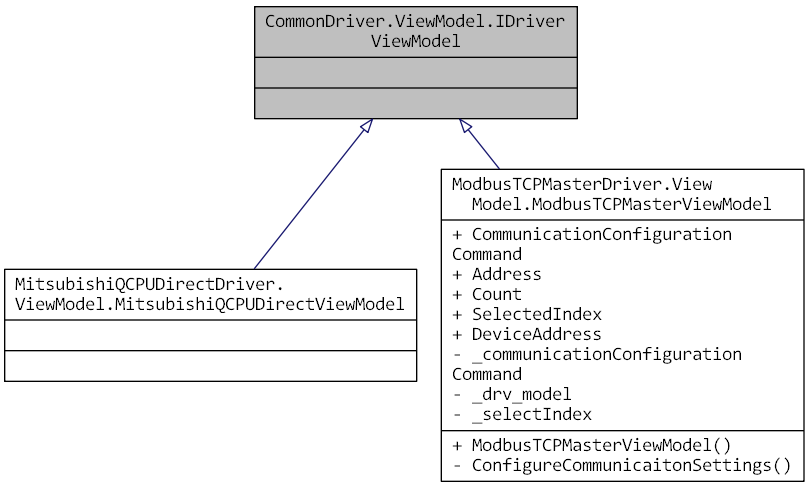 CommonDriver.ViewModel.IDriver
ViewModel
ModbusTCPMasterDriver.View
Model.ModbusTCPMasterViewModel
+ CommunicationConfiguration
Command
+ Address
+ Count
+ SelectedIndex
+ DeviceAddress
- _communicationConfiguration
Command
- _drv_model
- _selectIndex
+ ModbusTCPMasterViewModel()
- ConfigureCommunicaitonSettings()
MitsubishiQCPUDirectDriver.
ViewModel.MitsubishiQCPUDirectViewModel